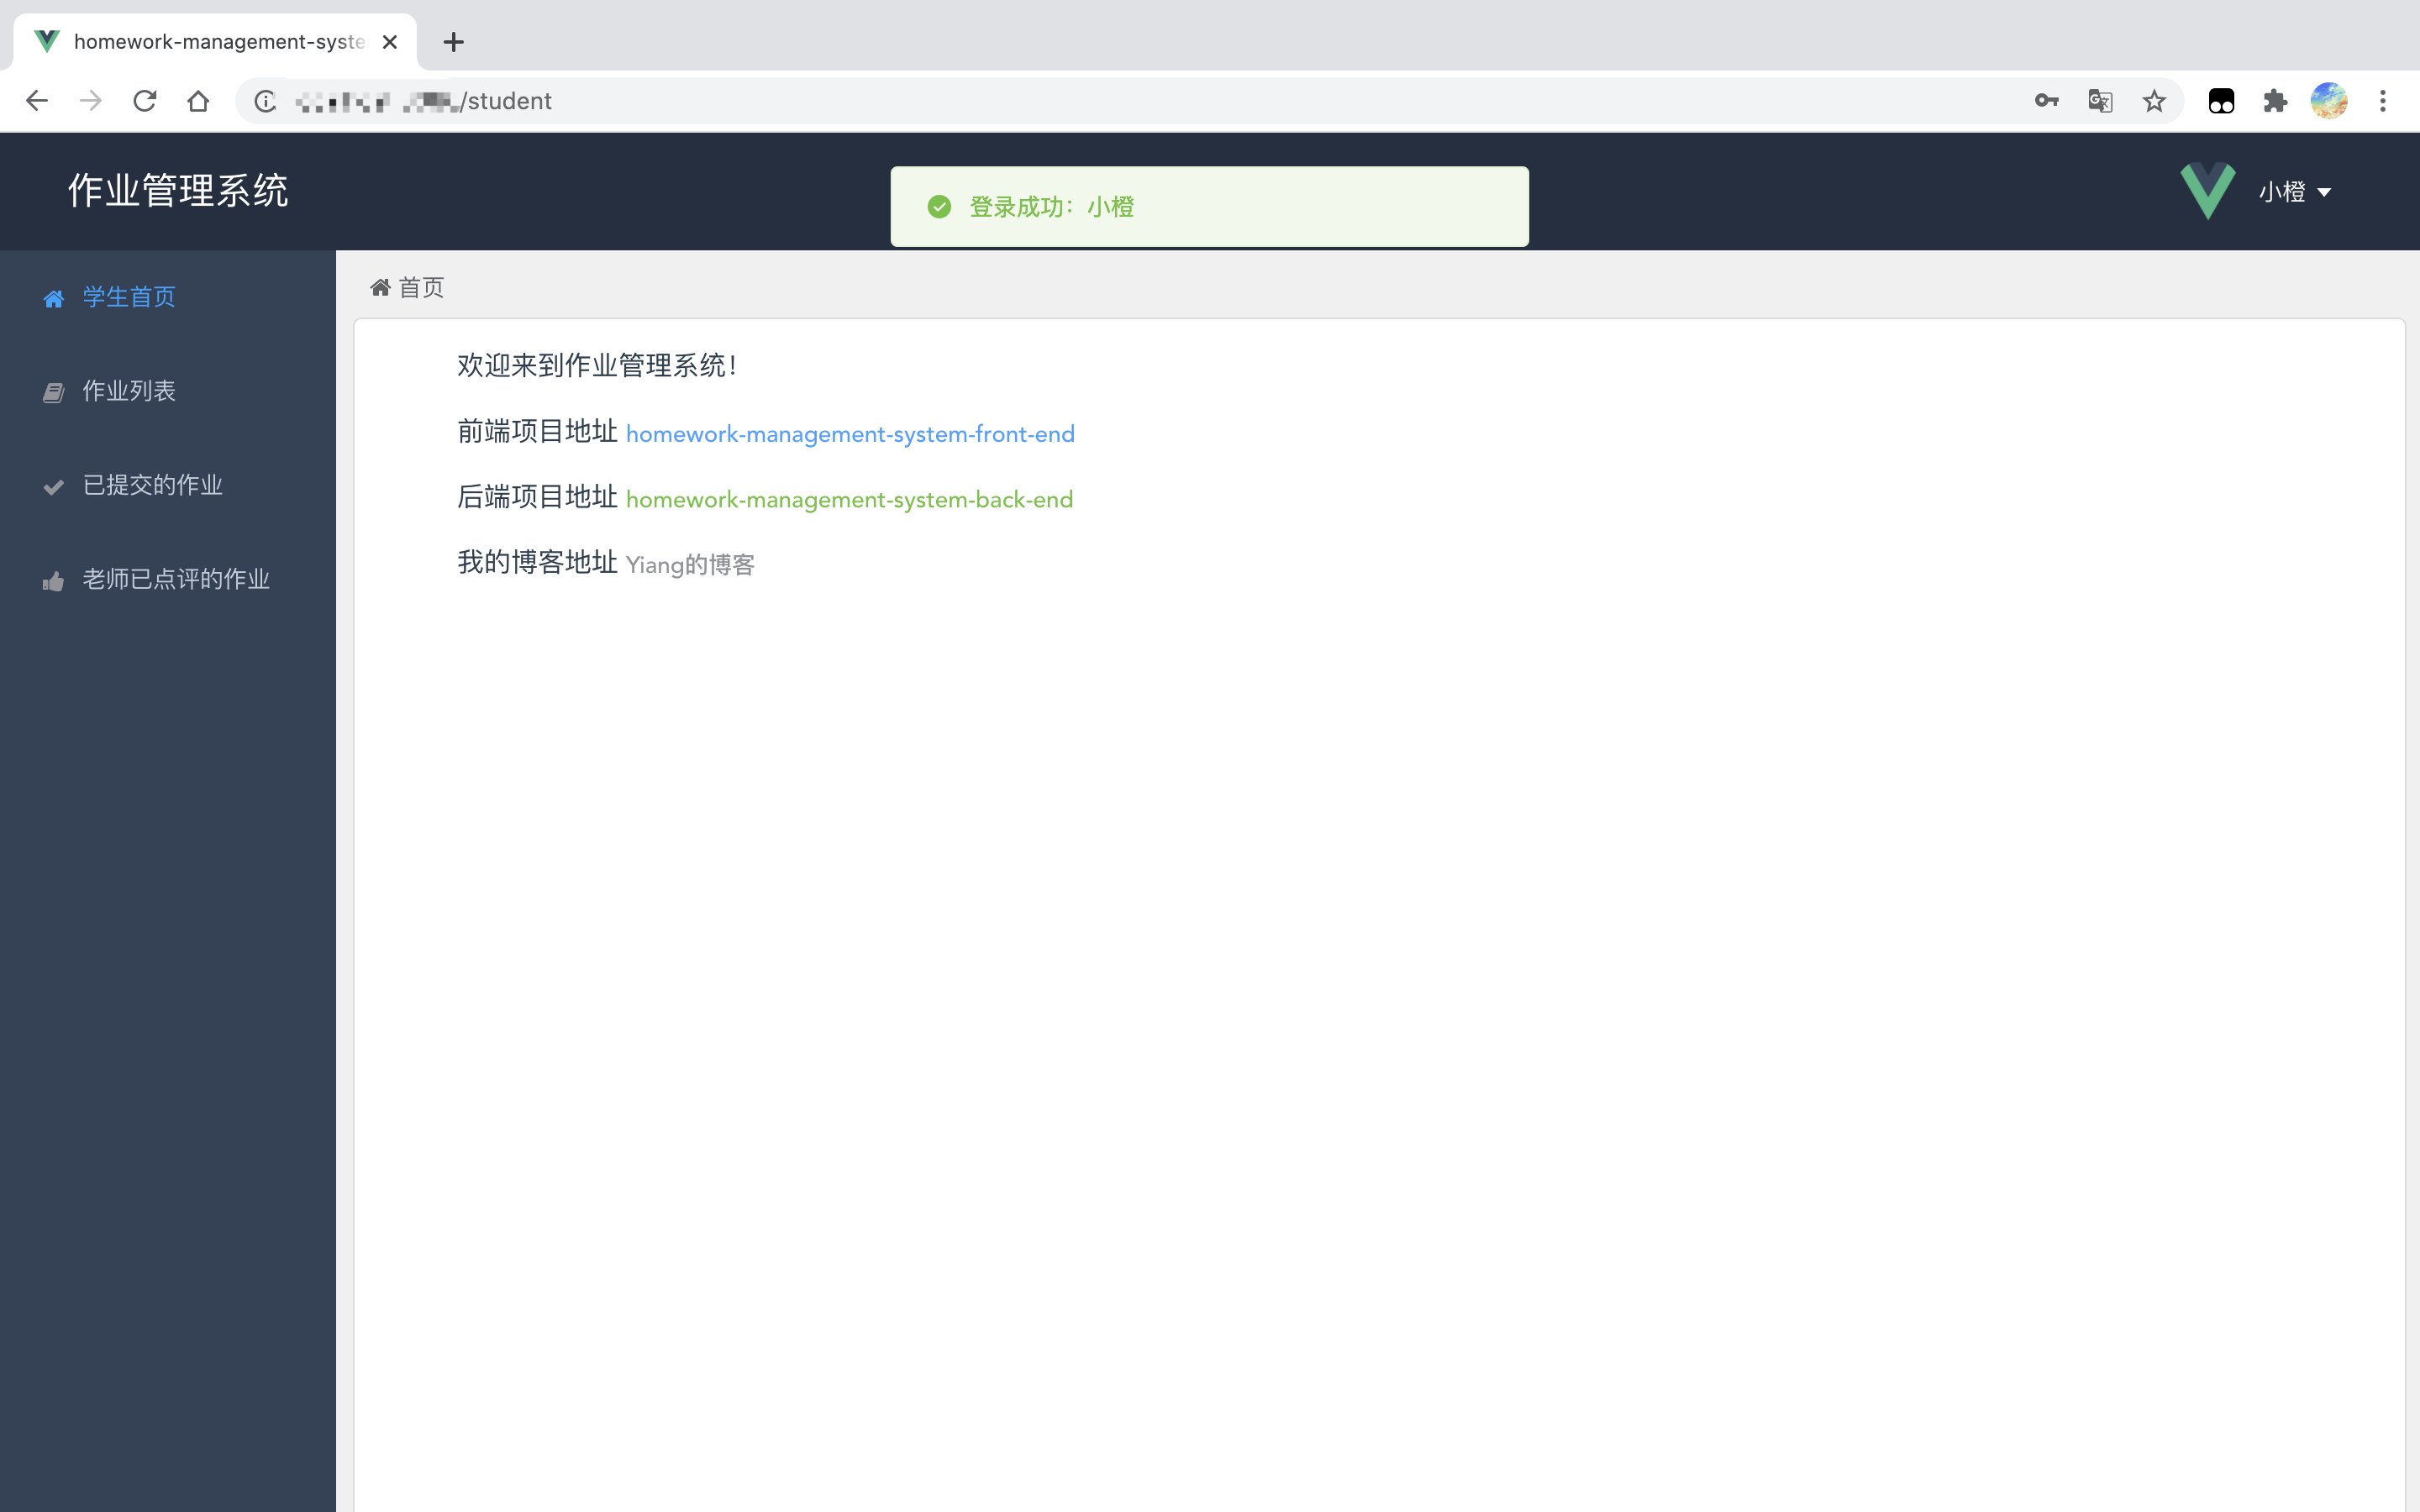 homework-management-syste
/student
作业管理系统
登录成功：小橙
小橙
学生首页
作业列表
已提交的作业
老师已点评的作业
首页
欢迎来到作业管理系统！
前端项目地址 homework-management-system-front-end
后端项目地址 homework-management-system-back-end
我的博客地址 Yiang的博客